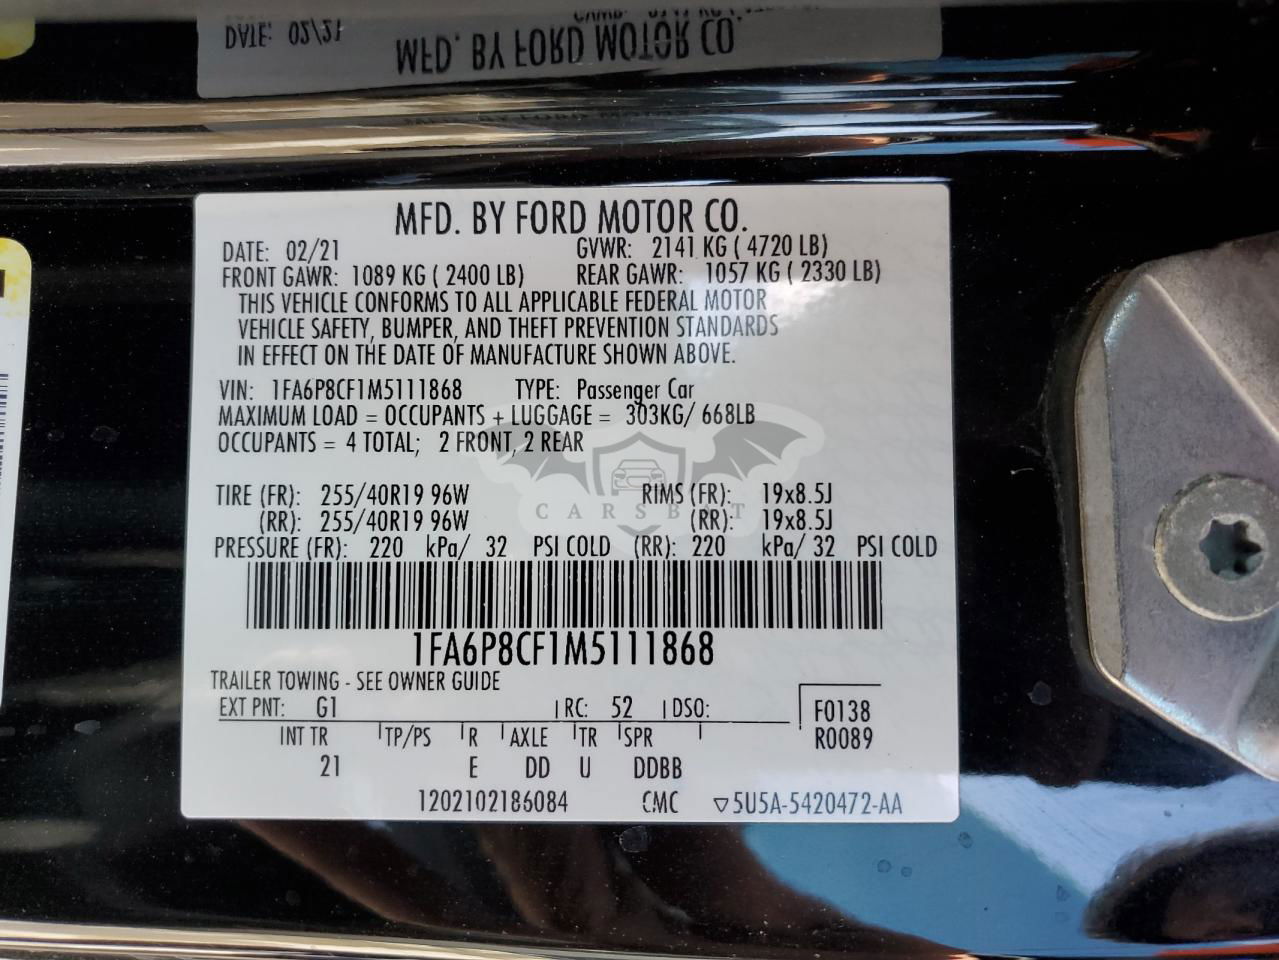 DATE: 02/21
MFD. BY FORD MOTOR CO.
MFD. BY FORD MOTOR CO.
DATE: 02/21 GVWR: 2141 KG ( 4720 LB)
FRONT GAWR: 1089 KG ( 2400 LB) REAR GAWR: 1057 KG ( 2330 LB)
THIS VEHICLE CONFORMS TO ALL APPLICABLE FEDERAL MOTOR
VEHICLE SAFETY, BUMPER, AND THEFT PREVENTION STANDARDS
IN EFFECT ON THE DATE OF MANUFACTURE SHOWN ABOVE.
VIN: 1FA6P8CF1M5111868 TYPE: Passenger Car
MAXIMUM LOAD = OCCUPANTS + LUGGAGE = 303KG/ 668LB
OCCUPANTS = 4 TOTAL; 2 FRONT, 2 REAR
TIRE (FR): 255/40R19 96W RIMS (FR): 19x8.5J
CARSBAT
(RR): 255/40R19 96W (RR): 19x8.5J
PRESSURE (FR): 220 kPa/ 32 PSI COLD (RR): 220 kPa/ 32 PSI COLD
1FA6P8CF1M5111868
TRAILER TOWING - SEE OWNER GUIDE
EXT PNT: G1 RC: 52 DSO: F0138
INT TR TP/PS R AXLE TR SPR R0089
21 E DD U DDBB
1202102186084 CMC ▽5U5A-5420472-AA